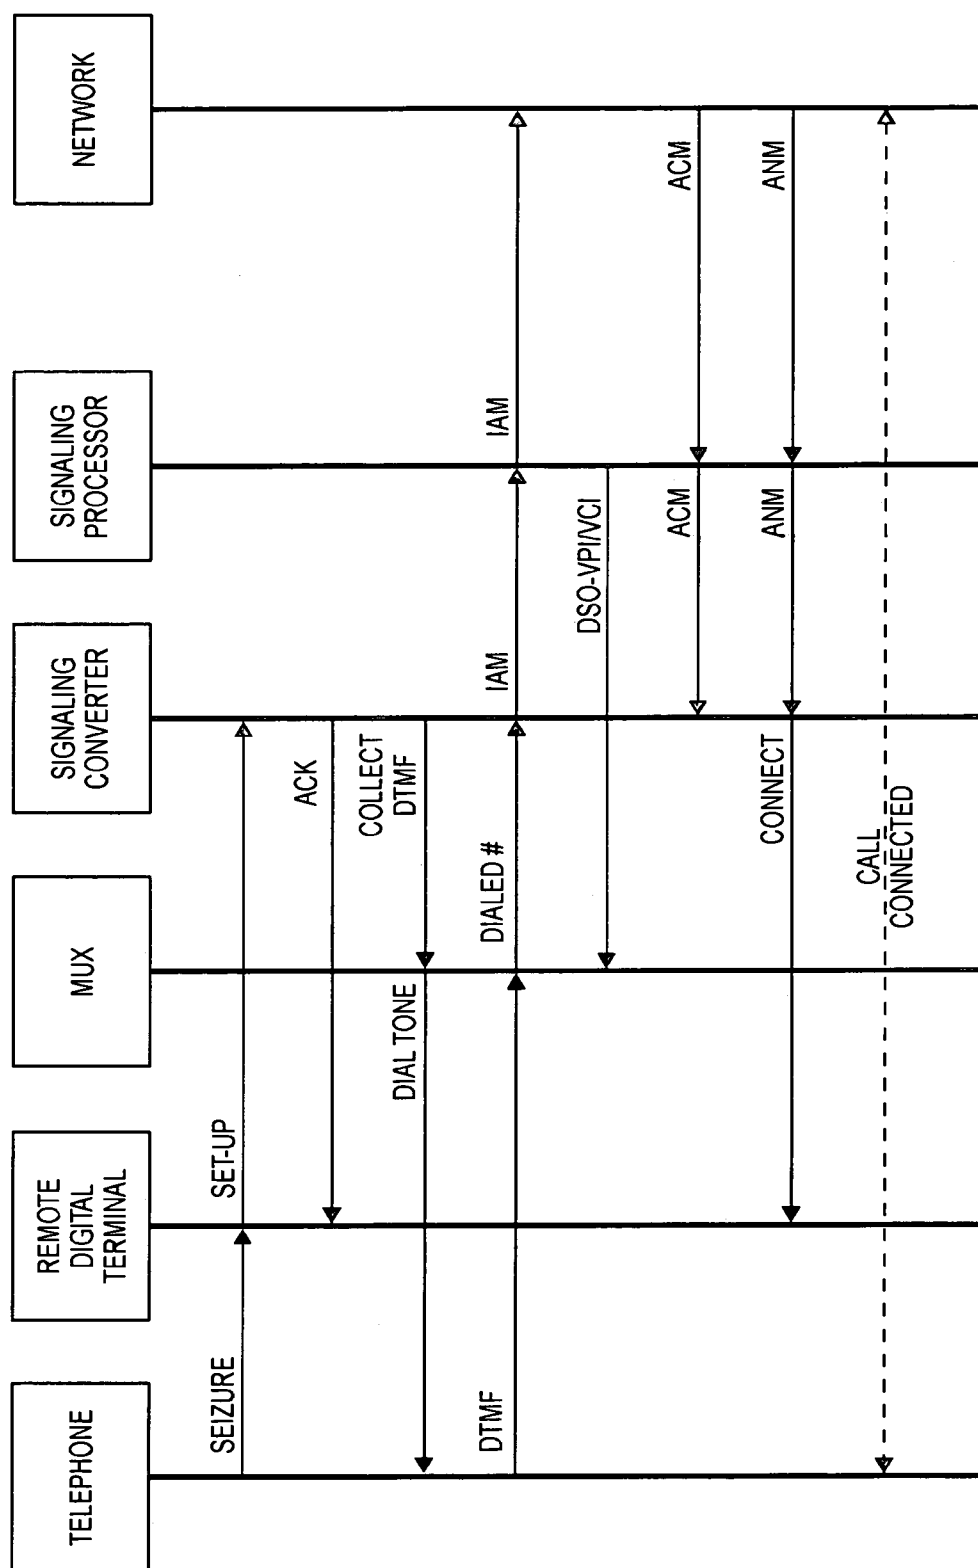 TELEPHONE
REMOTE
DIGITAL
TERMINAL
MUX
SIGNALING
CONVERTER
SIGNALING
PROCESSOR
NETWORK
SEIZURE
SET-UP
ACK
DIAL TONE
COLLECT
DTMF
DTMF
DIALED #
IAM
IAM
DSO-VPI/VCI
ACM
ACM
CONNECT
ANM
ANM
CALL
CONNECTED